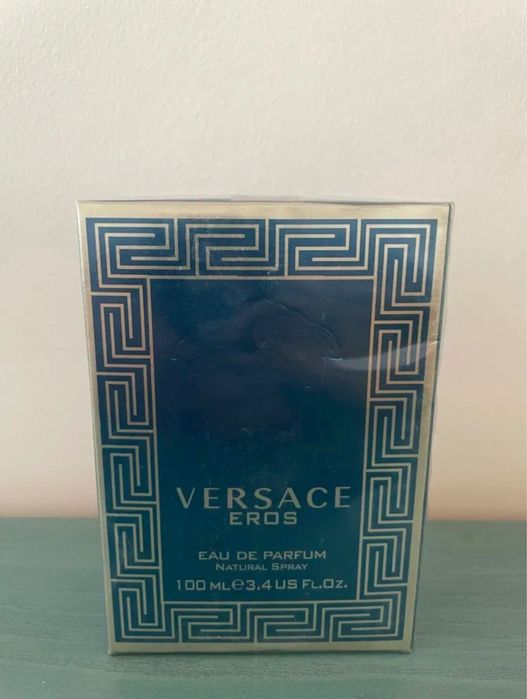 VERSACE
EROS
EAU DE PARFUM
NATURAL SPRAY
100 ML℮3.4 US FL.OZ.